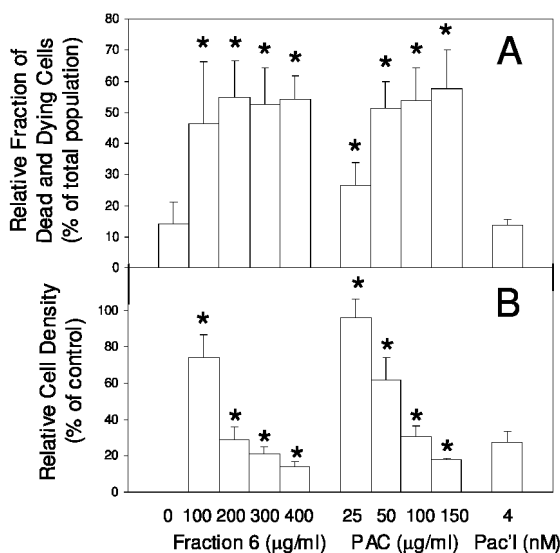 A
Relative Fraction of
Dead and Dying Cells
(% of total population)
80
70
60
50
40
30
20
10
0
* * * *
* * * *
B
Relative Cell Density
(% of control)
100
80
60
40
20
0
* * * *
* * * *
0 100 200 300 400 25 50 100 150 4
Fraction 6 (µg/ml) PAC (µg/ml) Pac'l (nM)